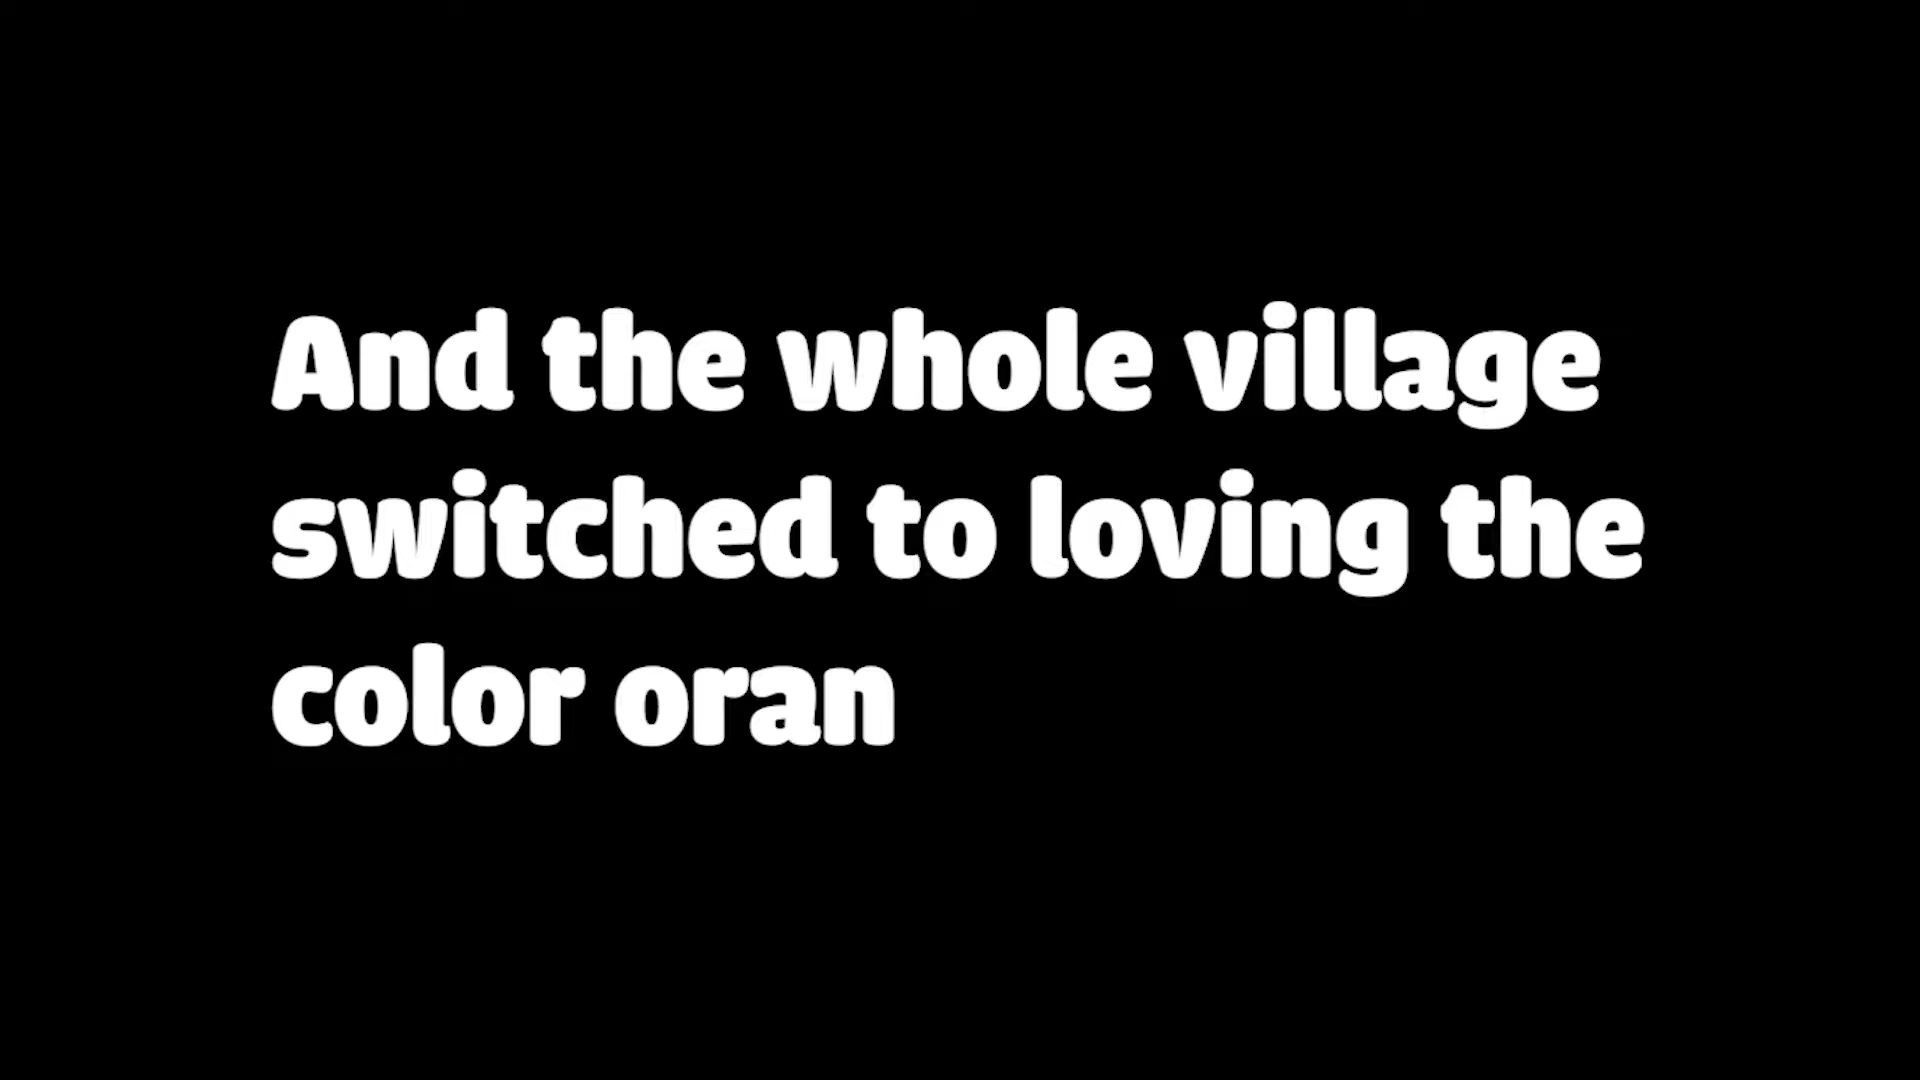 And the whole village
switched to loving the
color oran